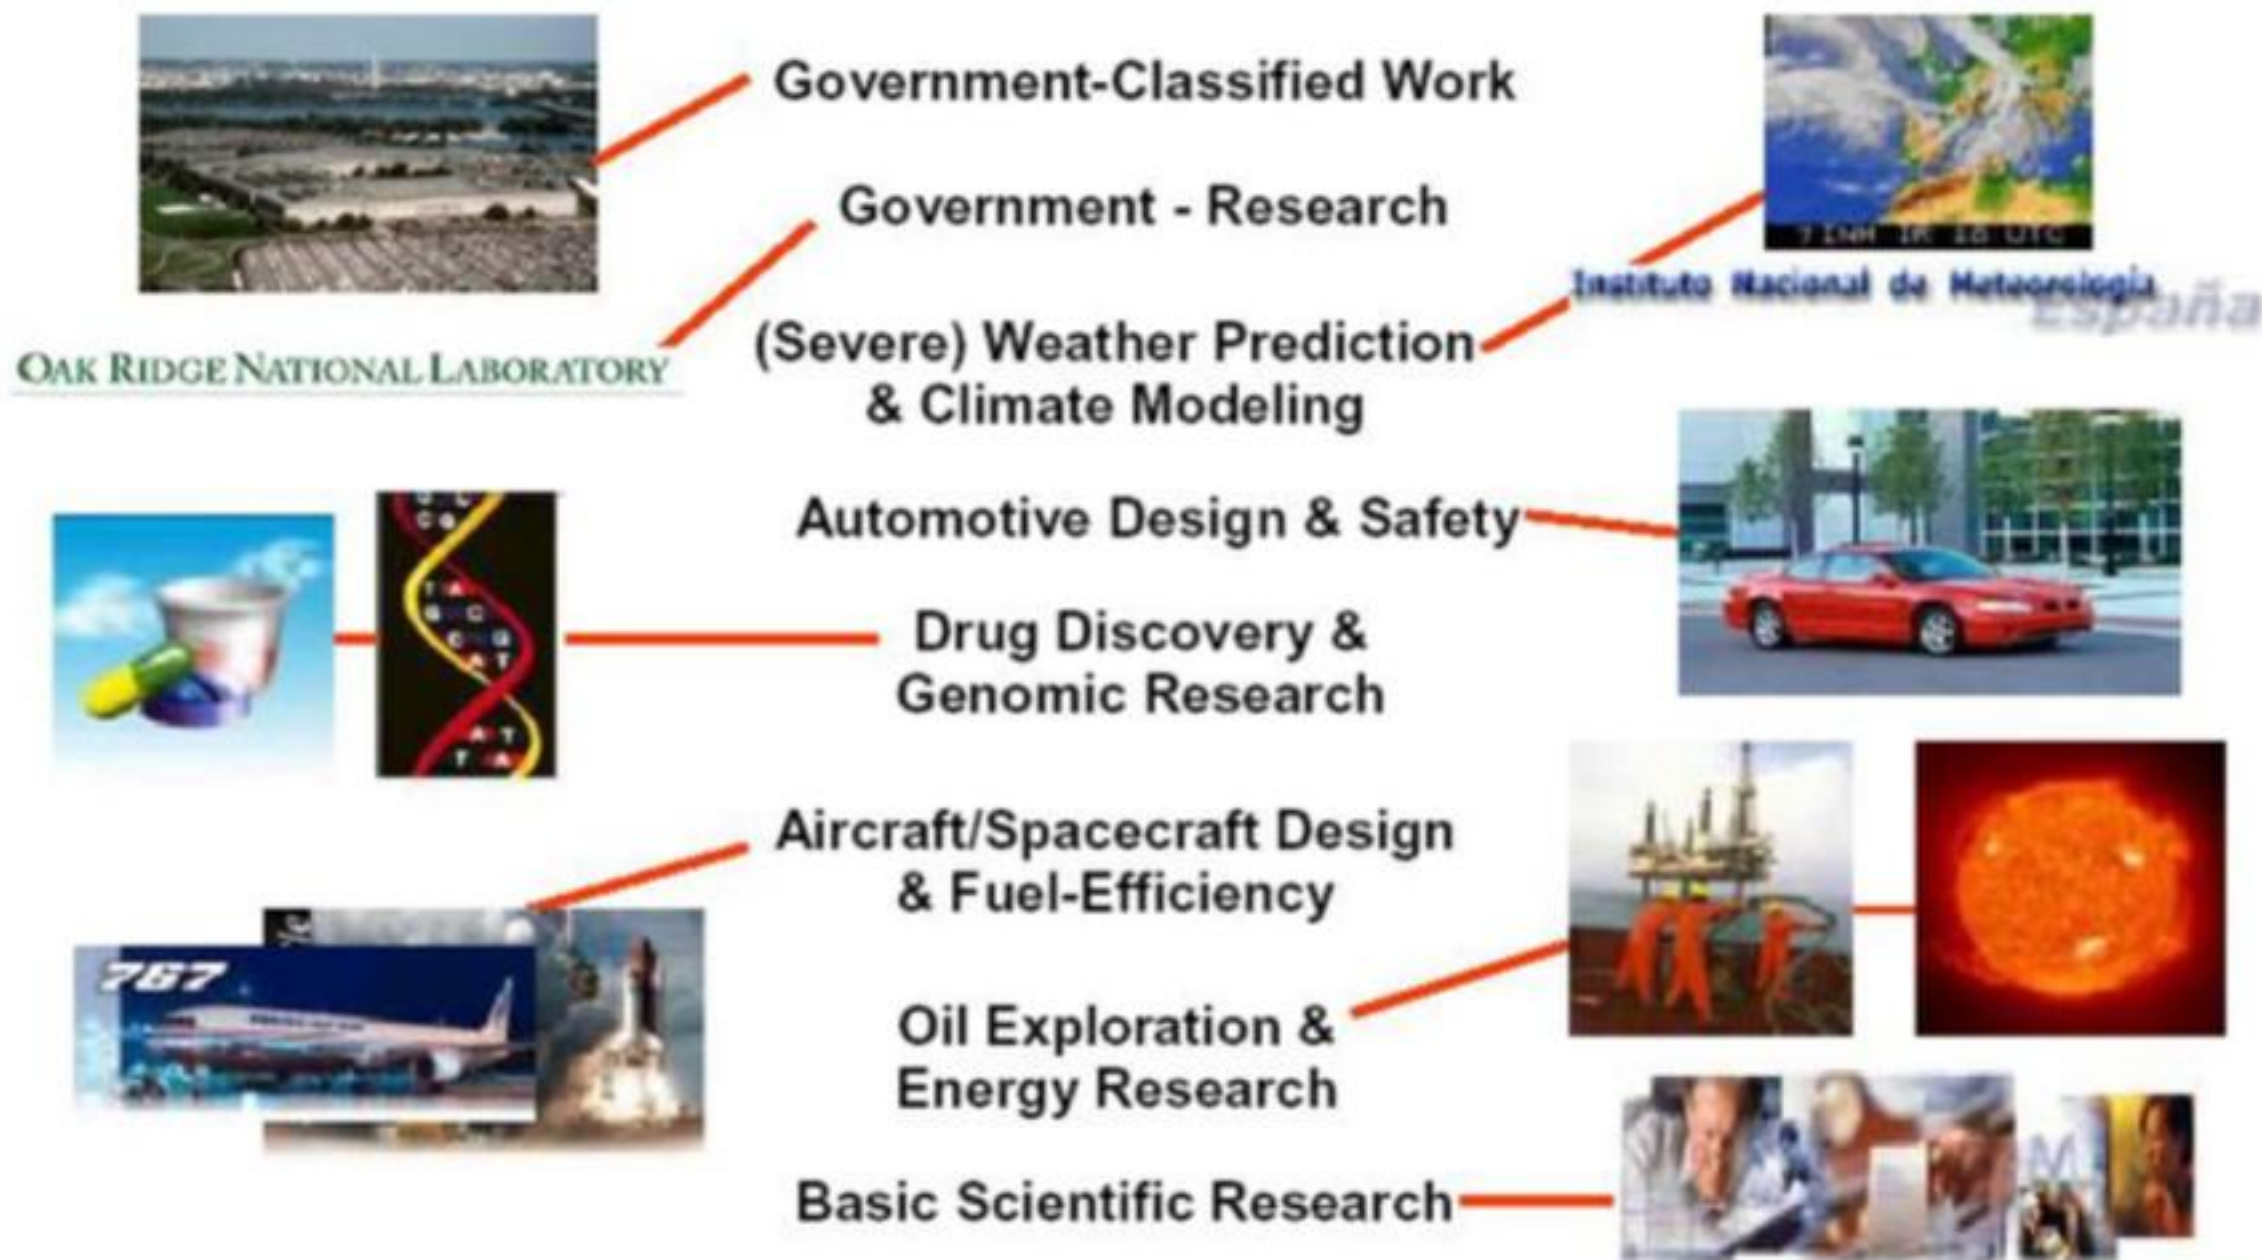 Government-Classified Work
Government - Research
OAK RIDGE NATIONAL LABORATORY
Instituto Nacional de Meteorología
España
(Severe) Weather Prediction
& Climate Modeling
Automotive Design & Safety
Drug Discovery &
Genomic Research
Aircraft/Spacecraft Design
& Fuel-Efficiency
767
Oil Exploration &
Energy Research
Basic Scientific Research